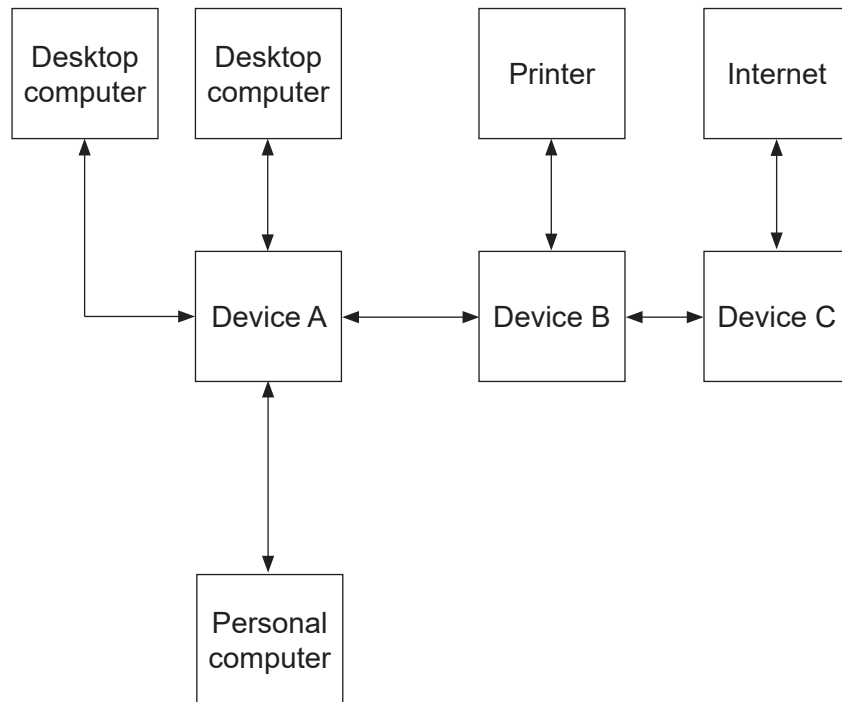 Desktop
computer
Desktop
computer
Printer
Internet
Device A
Device B
Device C
Personal
computer